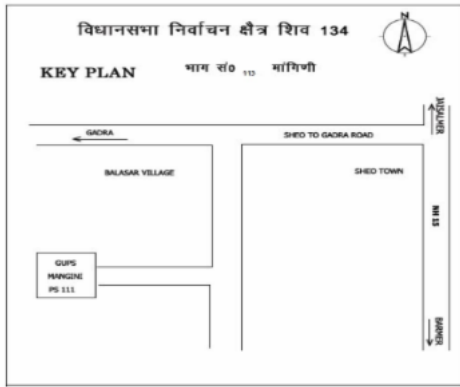 विधानसभा निर्वाचन क्षैत्र शिव 134
N
KEY PLAN
भाग सं0 113 मांगिणी
JAISALMER
GADRA
SHEO TO GADRA ROAD
BALASAR VILLAGE
SHEO TOWN
NH 15
GUPS
MANGINI
PS 111
BARMER